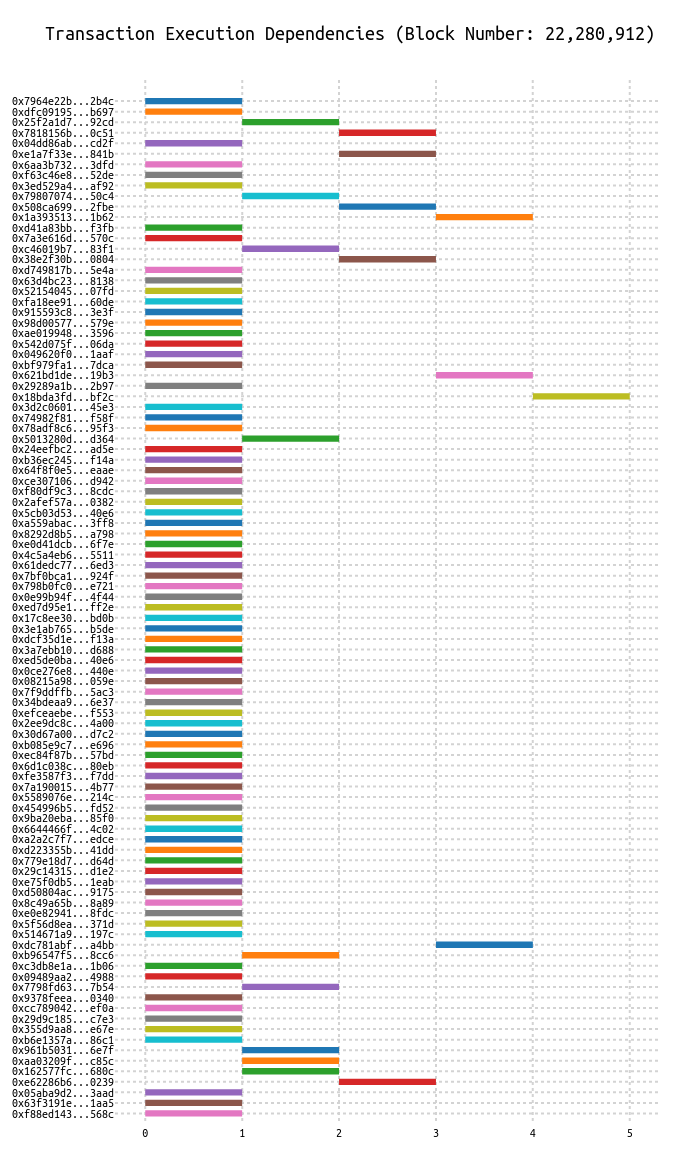 Transaction Execution Dependencies (Block Number: 22,280,912)
0x7964e22b...2b4c
0xdfc09195...b697
0x25f2a1d7...92cd
0x7818156b...0c51
0x04dd86ab...cd2f
0xe1a7f33e...841b
0x6aa3b732...3dfd
0xf63c46e8...52de
0x3ed529a4...af92
0x79807074...50c4
0x508ca699...2fbe
0x1a393513...1b62
0xd41a83bb...f3fb
0x7a3e616d...570c
0xc46019b7...83f1
0x38e2f30b...0804
0xd749817b...5e4a
0x63d4bc23...8138
0x52154045...07fd
0xfa18ee91...60de
0x915593c8...3e3f
0x98d00577...579e
0xae019948...3596
0x542d075f...06da
0x049620f0...1aaf
0xbf979fa1...7dca
0x621bd1de...19b3
0x29289a1b...2b97
0x18bda3fd...bf2c
0x3d2c0601...45e3
0x74982f81...f58f
0x78adf8c6...95f3
0x5013280d...d364
0x24eefbc2...ad5e
0xb36ec245...f14a
0x64f8f0e5...eaae
0xce307106...d942
0xf80df9c3...8cdc
0x2afef57a...0382
0x5cb03d53...40e6
0xa559abac...3ff8
0x8292d8b5...a798
0xe0d41dcb...6f7e
0x4c5a4eb6...5511
0x61dedc77...6ed3
0x7bf0bca1...924f
0x798b0fc0...e721
0x0e99b94f...4f44
0xed7d95e1...ff2e
0x17c8ee30...bd0b
0x3e1ab765...b5de
0xdcf35d1e...f13a
0x3a7ebb10...d688
0xed5de0ba...40e6
0x0ce276e8...440e
0x08215a98...059e
0x7f9ddffb...5ac3
0x34bdeaa9...6e37
0xefceaebe...f553
0x2ee9dc8c...4a00
0x30d67a00...d7c2
0xb085e9c7...e696
0xec84f87b...57bd
0x6d1c038c...80eb
0xfe3587f3...f7dd
0x7a190015...4b77
0x5589076e...214c
0x454996b5...fd52
0x9ba20eba...85f0
0x6644466f...4c02
0xa2a2c7f7...edce
0xd223355b...41dd
0x779e18d7...d64d
0x29c14315...d1e2
0xe75f0db5...1eab
0xd50804ac...9175
0x8c49a65b...8a89
0xe0e82941...8fdc
0x5f56d8ea...371d
0x514671a9...197c
0xdc781abf...a4bb
0xb96547f5...8cc6
0xc3db8e1a...1b06
0x09489aa2...4988
0x7798fd63...7b54
0x9378feea...0340
0xcc789042...ef0a
0x29d9c185...c7e3
0x355d9aa8...e67e
0xb6e1357a...86c1
0x961b5031...6e7f
0xaa03209f...c85c
0x162577fc...680c
0xe62286b6...0239
0x05aba9d2...3aad
0x63f3191e...1aa5
0xf88ed143...568c
0 1 2 3 4 5